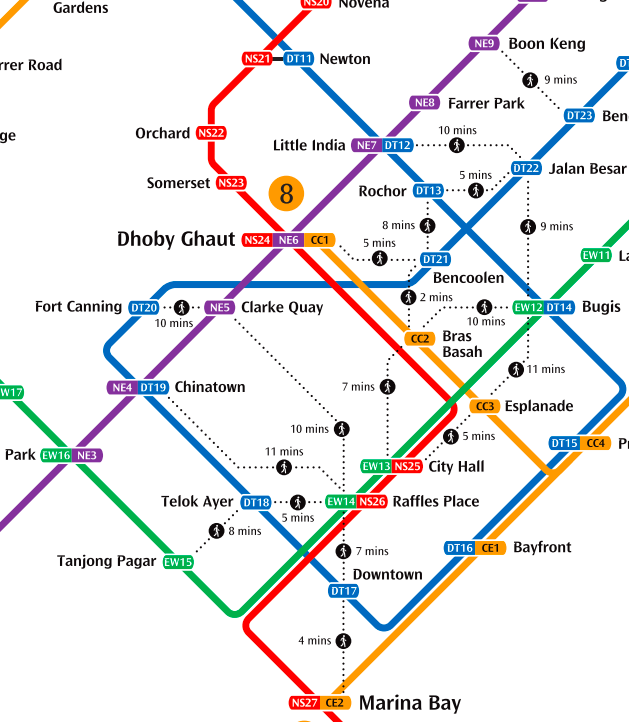 NS20
Novena
Gardens
NE9
Boon Keng
rrer Road
NS21
DT11
Newton
9 mins
NE8
Farrer Park
DT23
Ben
ge
Orchard
NS22
10 mins
Little India
NE7
DT12
DT22
Jalan Besar
Somerset
NS23
5 mins
Rochor
DT13
8
8 mins
9 mins
Dhoby Ghaut
NS24
NE6
CC1
5 mins
DT21
EW11
La
Bencoolen
2 mins
Fort Canning
DT20
10 mins
NE5
Clarke Quay
10 mins
EW12
DT14
Bugis
CC2
Bras
Basah
11 mins
NE4
DT19
Chinatown
7 mins
W17
CC3
Esplanade
10 mins
5 mins
DT15
CC4
Pr
Park
EW16
NE3
11 mins
EW13
NS25
City Hall
Telok Ayer
DT18
5 mins
EW14
NS26
Raffles Place
8 mins
7 mins
DT16
CE1
Bayfront
Tanjong Pagar
EW15
Downtown
DT17
4 mins
NS27
CE2
Marina Bay